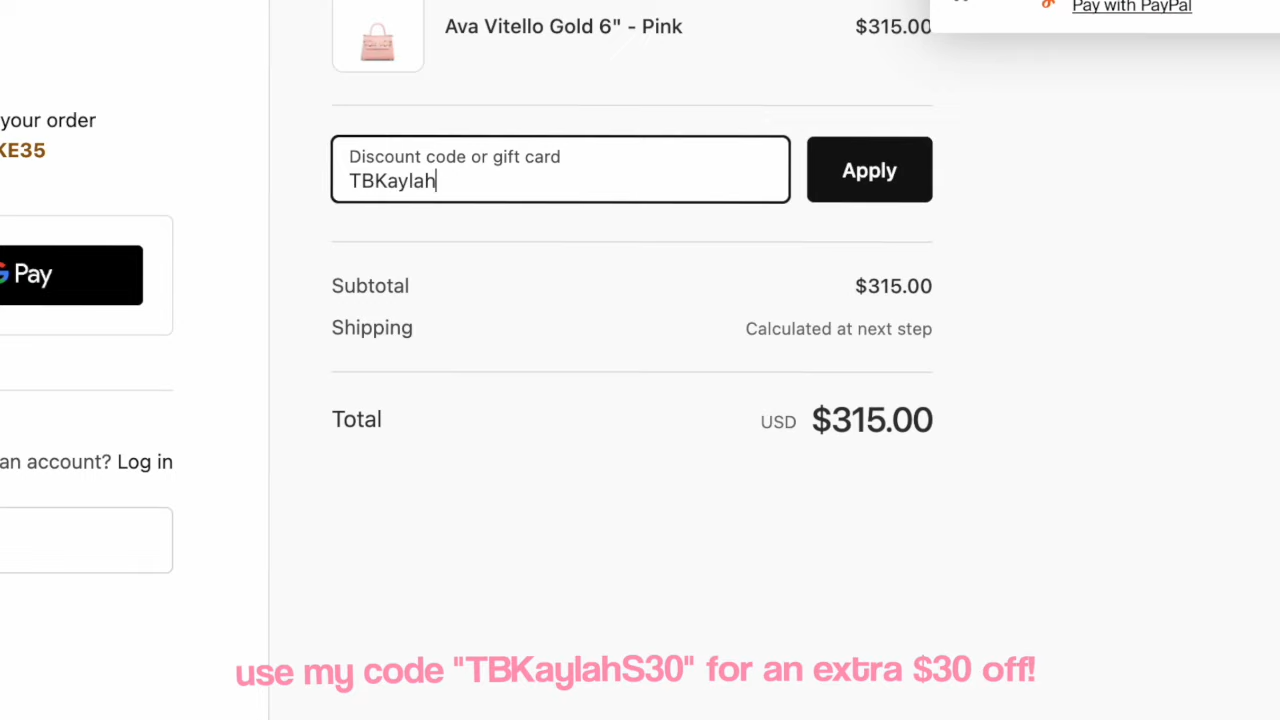 Pay with PayPal
Ava Vitello Gold 6" - Pink
$315.00
your order
KE35
Discount code or gift card
TBKaylah
Apply
G Pay
Subtotal
$315.00
Shipping
Calculated at next step
Total
USD $315.00
an account? Log in
use my code "TBKaylahS30" for an extra $30 off!